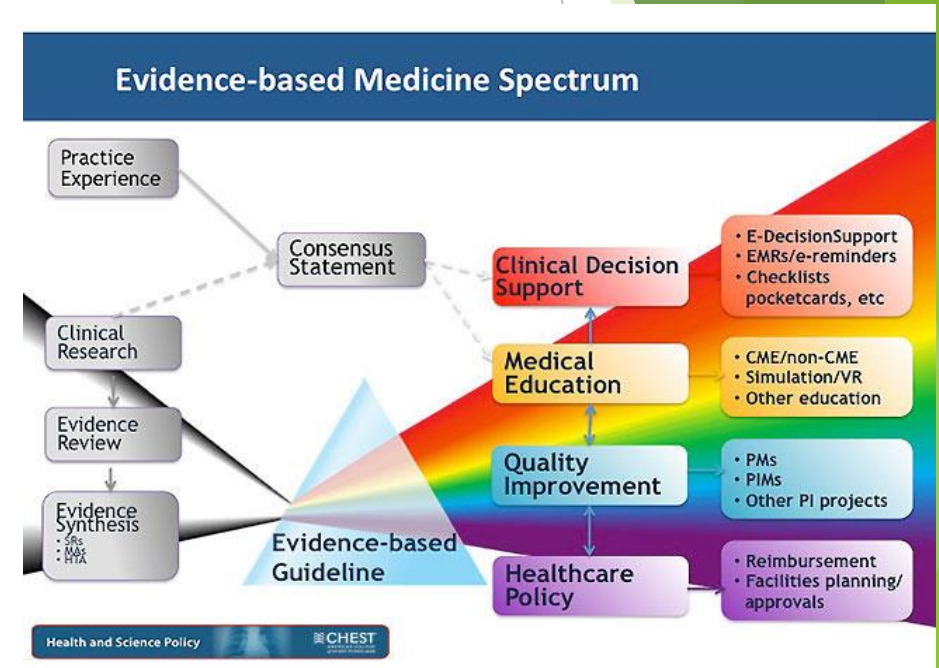 Evidence-based Medicine Spectrum
Practice
Experience
Consensus
Statement
Clinical
Research
Evidence
Review
Evidence
Synthesis
• SRs
• MAs
• HTA
Evidence-based
Guideline
Clinical Decision
Support
• E-DecisionSupport
• EMRs/e-reminders
• Checklists
pocketcards, etc
Medical
Education
• CME/non-CME
• Simulation/VR
• Other education
Quality
Improvement
• PMs
• PIMs
• Other PI projects
Healthcare
Policy
• Reimbursement
• Facilities planning/
approvals
Health and Science Policy
CHEST